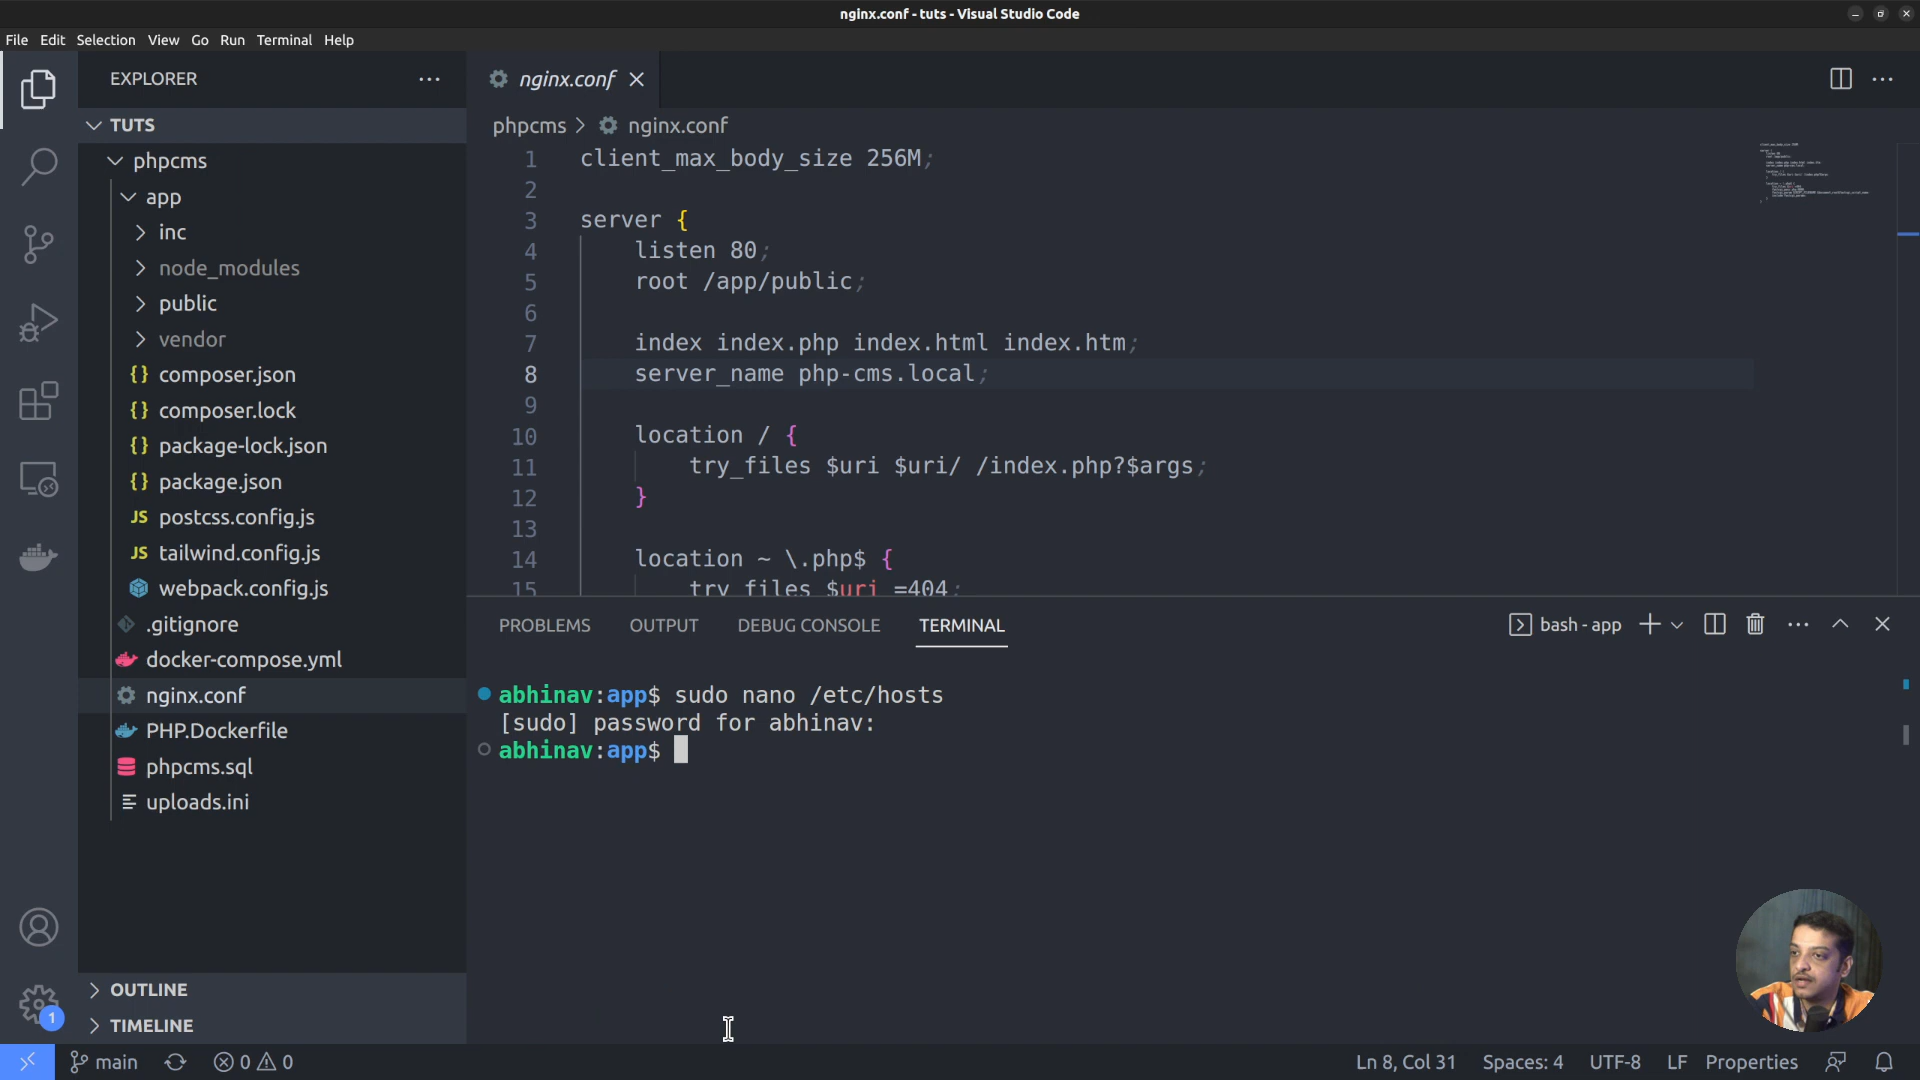 nginx.conf - tuts - Visual Studio Code
File Edit Selection View Go Run Terminal Help
EXPLORER
TUTS
phpcms
app
inc
node_modules
public
vendor
{} composer.json
{} composer.lock
{} package-lock.json
{} package.json
JS postcss.config.js
JS tailwind.config.js
webpack.config.js
.gitignore
docker-compose.yml
nginx.conf
PHP.Dockerfile
phpcms.sql
uploads.ini
OUTLINE
TIMELINE
1
nginx.conf
phpcms > nginx.conf
1 client_max_body_size 256M;
2
3 server {
4 listen 80;
5 root /app/public;
6
7 index index.php index.html index.htm;
8 server_name php-cms.local;
9
10 location / {
11 try_files $uri $uri/ /index.php?$args;
12 }
13
14 location ~ \.php$ {
15 try_files $uri =404;
PROBLEMS OUTPUT DEBUG CONSOLE TERMINAL bash - app
abhinav:app$ sudo nano /etc/hosts
[sudo] password for abhinav:
abhinav:app$
main 0 0 Ln 8, Col 31 Spaces: 4 UTF-8 LF Properties